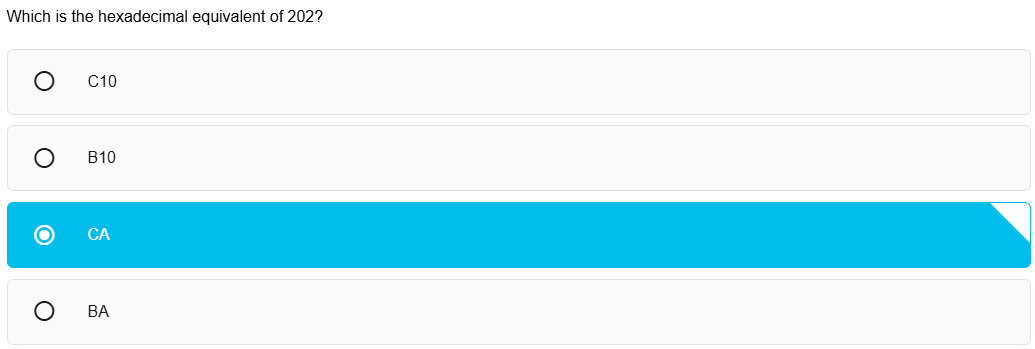 Which is the hexadecimal equivalent of 202?
C10
B10
CA
BA